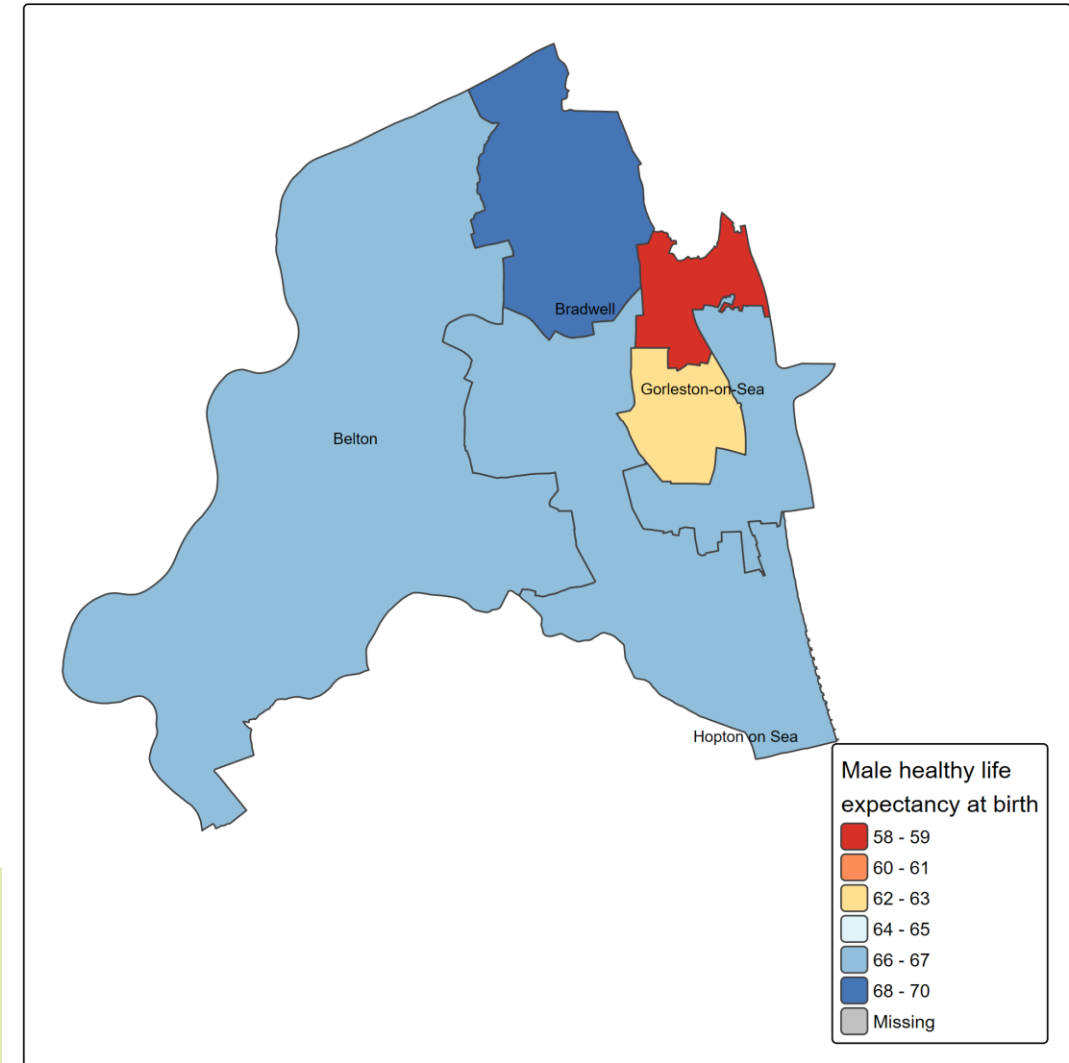 Bradwell
Gorleston-on-Sea
Belton
Hopton on Sea
Male healthy life
expectancy at birth
58 - 59
60 - 61
62 - 63
64 - 65
66 - 67
68 - 70
Missing